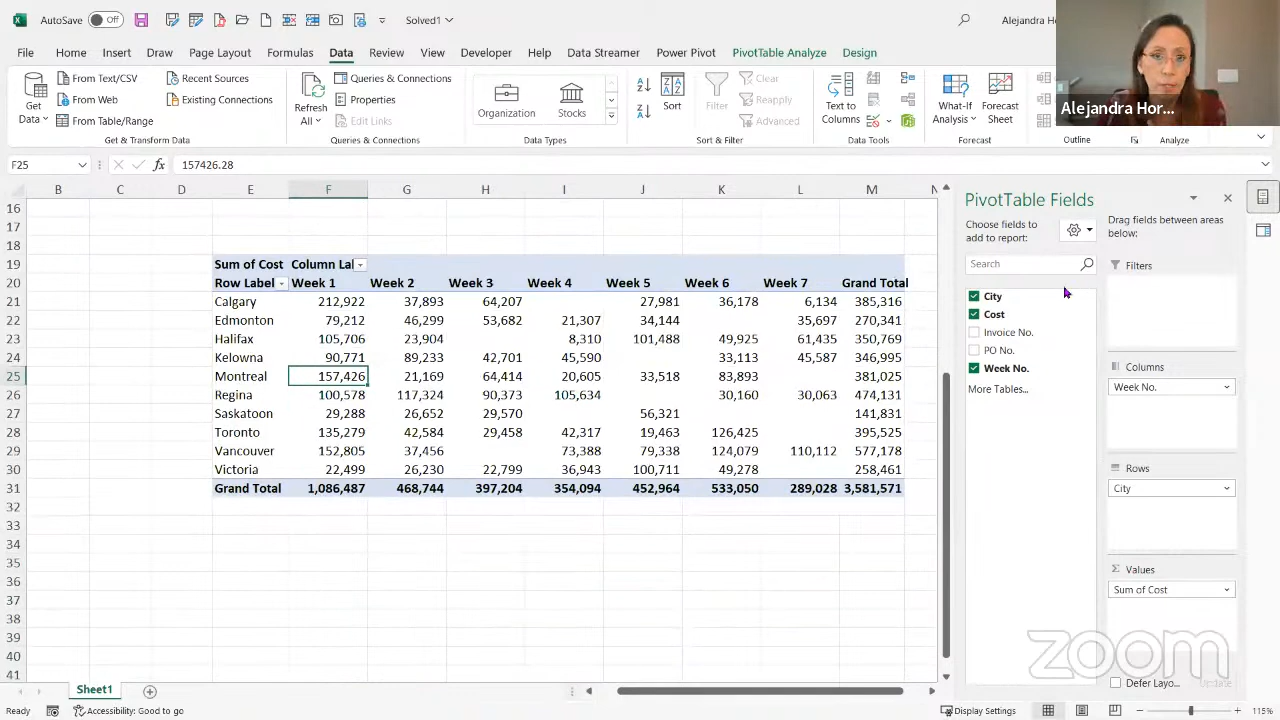 AutoSave Off Solved1 Alejandra Ho
File Home Insert Draw Page Layout Formulas Data Review View Developer Help Data Streamer Power Pivot PivotTable Analyze Design
Get Data From Text/CSV Recent Sources Refresh All Queries & Connections Sort Filter Clear Text to Columns What-If Analysis Forecast Sheet
From Web Existing Connections Properties Organization Stocks Reapply
From Table/Range Edit Links Advanced
Get & Transform Data Queries & Connections Data Types Sort & Filter Data Tools Forecast Outline Analyze
Alejandra Hor...
F25 fx 157426.28
B C D E F G H I J K L M N
16
17
18
19 Sum of Cost Column Lal
20 Row Label Week 1 Week 2 Week 3 Week 4 Week 5 Week 6 Week 7 Grand Total
21 Calgary 212,922 37,893 64,207 27,981 36,178 6,134 385,316
22 Edmonton 79,212 46,299 53,682 21,307 34,144 35,697 270,341
23 Halifax 105,706 23,904 8,310 101,488 49,925 61,435 350,769
24 Kelowna 90,771 89,233 42,701 45,590 33,113 45,587 346,995
25 Montreal 157,426 21,169 64,414 20,605 33,518 83,893 381,025
26 Regina 100,578 117,324 90,373 105,634 30,160 30,063 474,131
27 Saskatoon 29,288 26,652 29,570 56,321 141,831
28 Toronto 135,279 42,584 29,458 42,317 19,463 126,425 395,525
29 Vancouver 152,805 37,456 73,388 79,338 124,079 110,112 577,178
30 Victoria 22,499 26,230 22,799 36,943 100,711 49,278 258,461
31 Grand Total 1,086,487 468,744 397,204 354,094 452,964 533,050 289,028 3,581,571
32
33
34
35
36
37
38
39
40
41
PivotTable Fields
Choose fields to add to report:
Search
City
Cost
Invoice No.
PO No.
Week No.
More Tables...
Drag fields between areas below:
Filters
Columns
Week No.
Rows
City
Σ Values
Sum of Cost
zoom
Defer Layo... Update
Sheet1
Ready Accessibility: Good to go Display Settings 115%